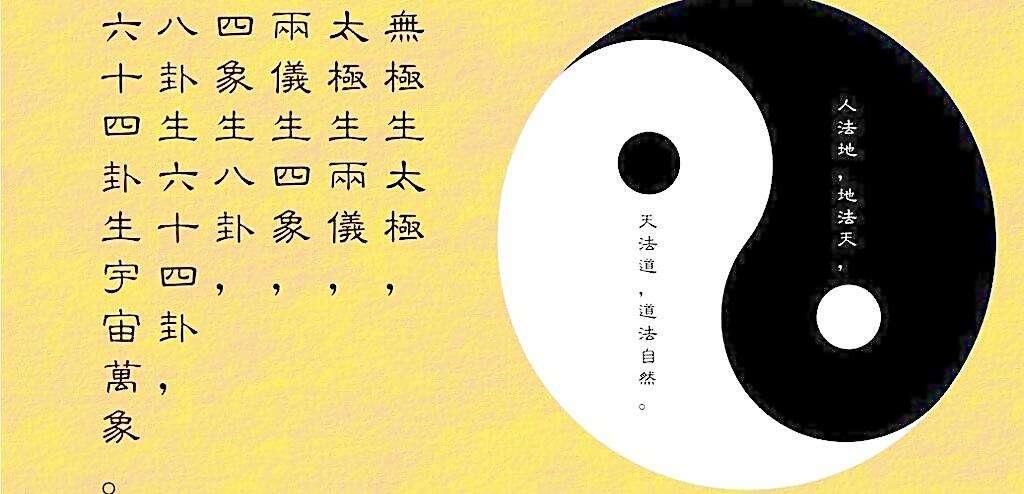 無極生太極，
太極生兩儀，
兩儀生四象，
四象生八卦，
八卦生六十四卦，
六十四卦生宇宙萬象。
人法地，地法天，
天法道，道法自然。